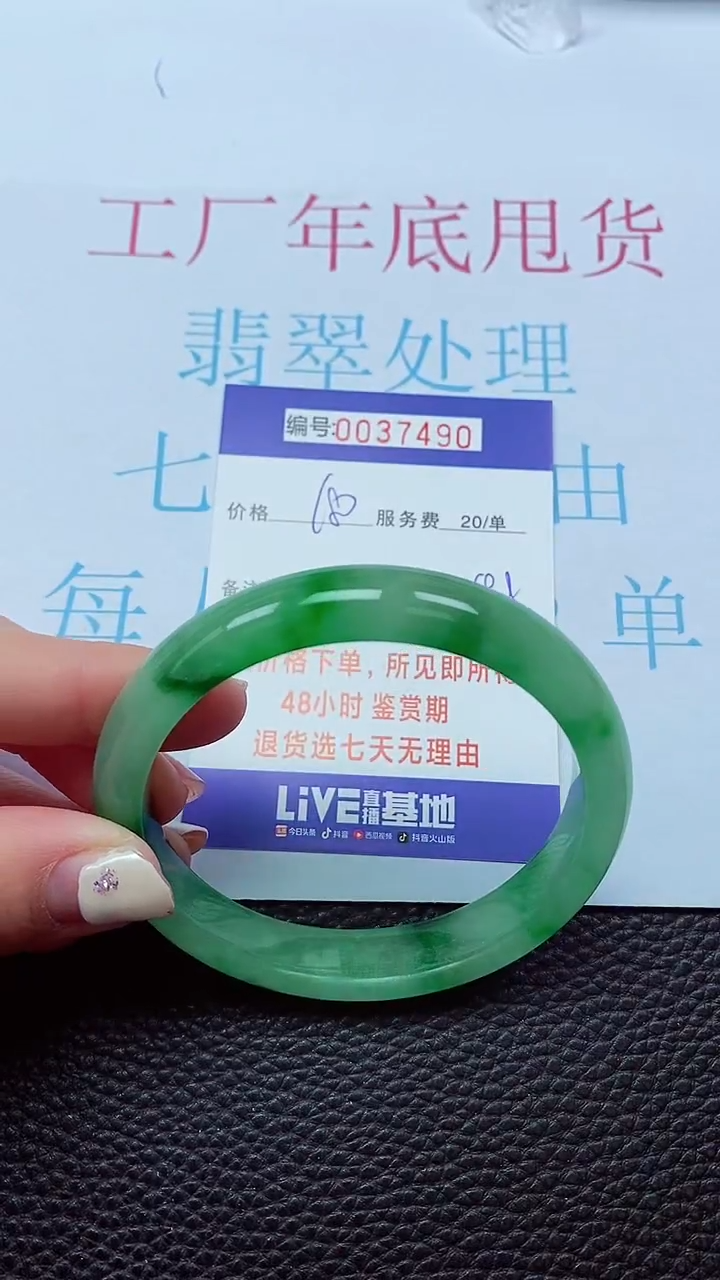 工厂年底甩货
翡翠处理
编号:0037490
七 由
价格 180 服务费 20/单
每 单
价格下单，所见即所得
48小时 鉴赏期
退货选七天无理由
LiVE直播基地
今日头条 抖音 西瓜视频 抖音火山版